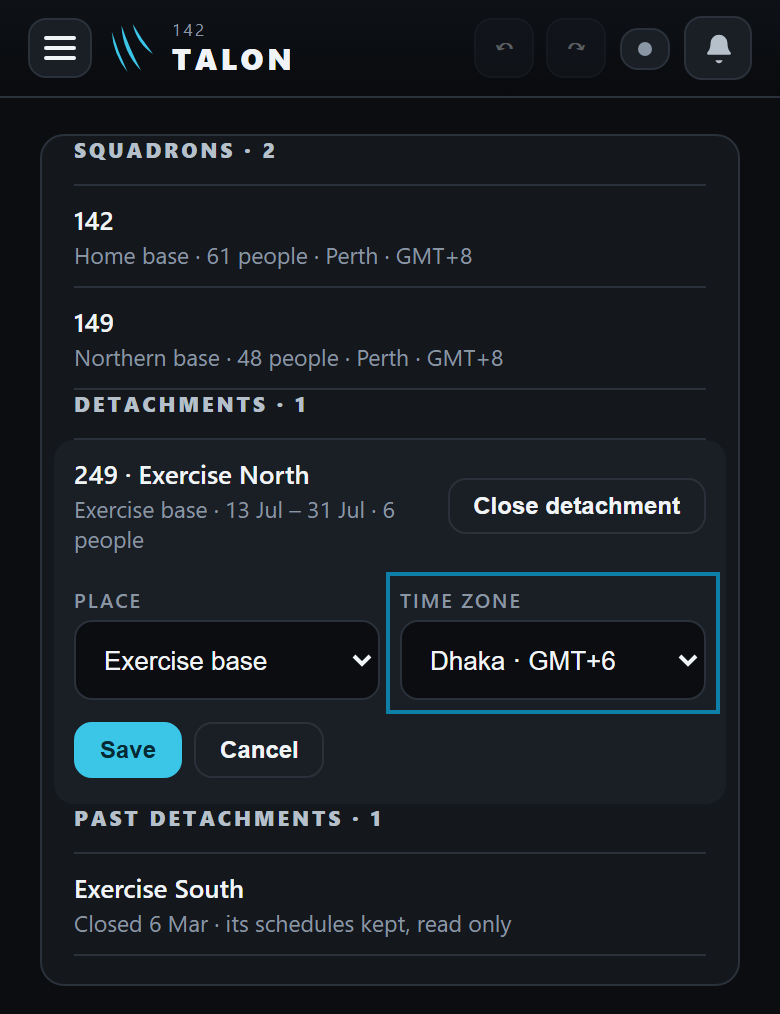 142
TALON
SQUADRONS · 2
142
Home base · 61 people · Perth · GMT+8
149
Northern base · 48 people · Perth · GMT+8
DETACHMENTS · 1
249 · Exercise North
Exercise base · 13 Jul – 31 Jul · 6
people
Close detachment
PLACE
TIME ZONE
Exercise base
Dhaka · GMT+6
Save
Cancel
PAST DETACHMENTS · 1
Exercise South
Closed 6 Mar · its schedules kept, read only